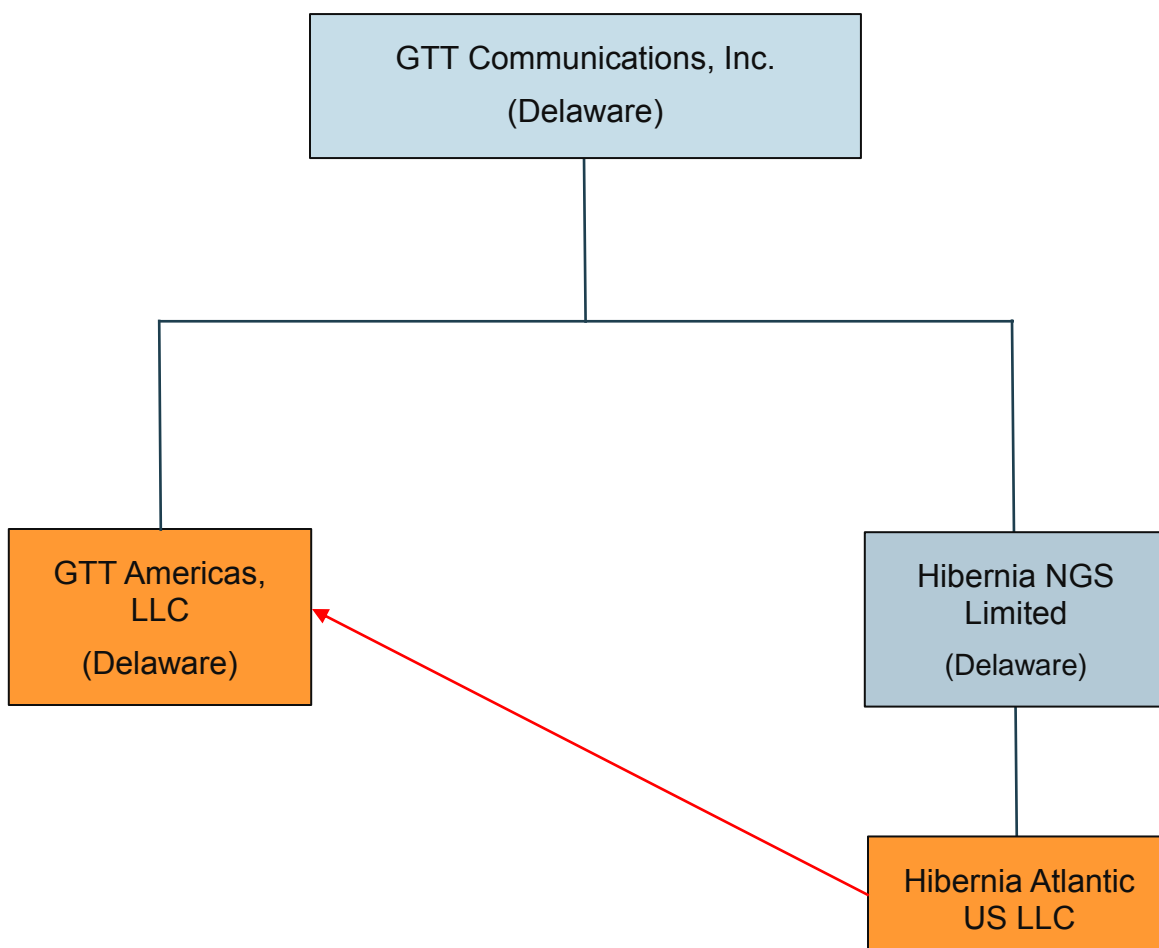 GTT Communications, Inc.
(Delaware)
GTT Americas,
LLC
(Delaware)
Hibernia NGS
Limited
(Delaware)
Hibernia Atlantic
US LLC